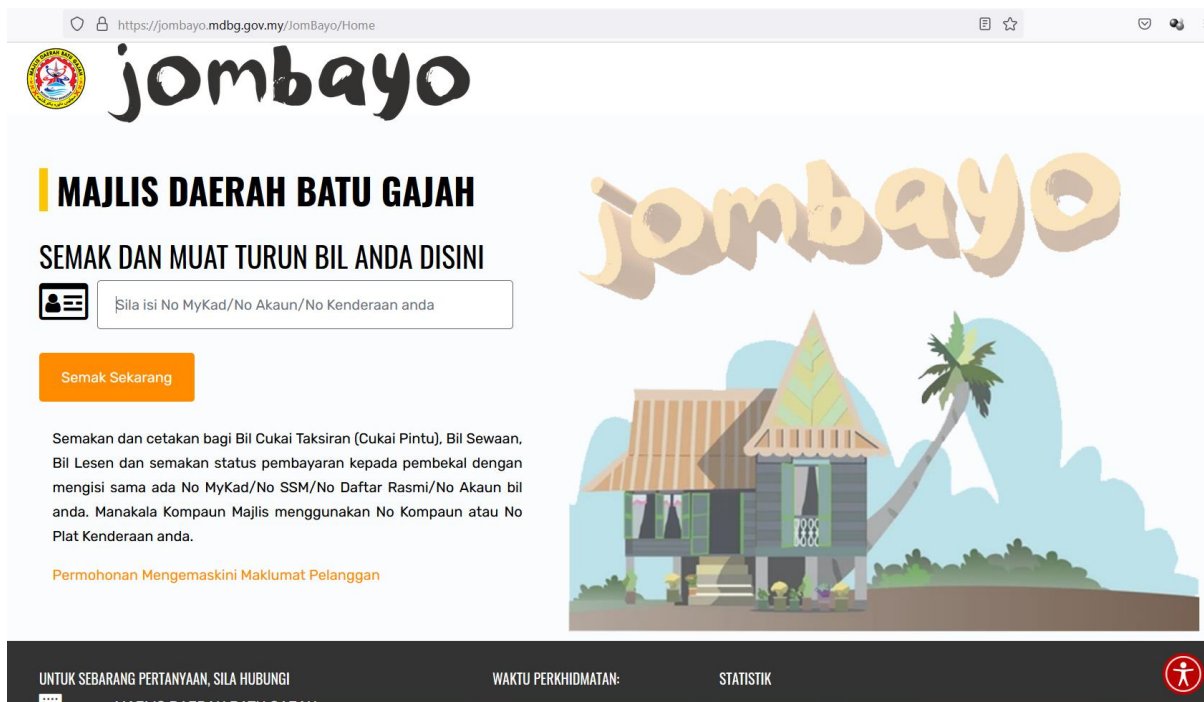 https://jombayo.mdbg.gov.my/JomBayo/Home
jombayo
MAJLIS DAERAH BATU GAJAH
jombayo
SEMAK DAN MUAT TURUN BIL ANDA DISINI
Sila isi No MyKad/No Akaun/No Kenderaan anda
Semak Sekarang
Semakan dan cetakan bagi Bil Cukai Taksiran (Cukai Pintu), Bil Sewaan,
Bil Lesen dan semakan status pembayaran kepada pembekal dengan
mengisi sama ada No MyKad/No SSM/No Daftar Rasmi/No Akaun bil
anda. Manakala Kompaun Majlis menggunakan No Kompaun atau No
Plat Kenderaan anda.
Permohonan Mengemaskini Maklumat Pelanggan
UNTUK SEBARANG PERTANYAAN, SILA HUBUNGI
WAKTU PERKHIDMATAN:
STATISTIK
MAJLIS DAERAH BATU GAJAH